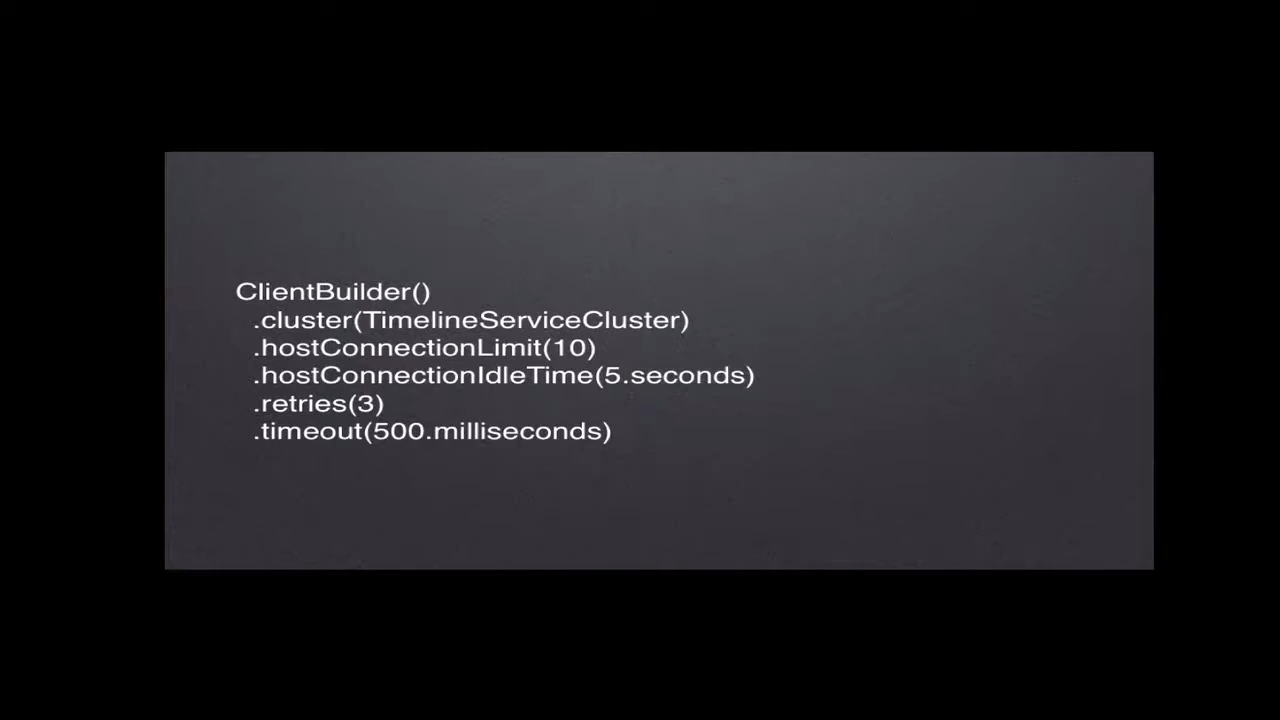 ClientBuilder()
.cluster(TimelineServiceCluster)
.hostConnectionLimit(10)
.hostConnectionIdleTime(5.seconds)
.retries(3)
.timeout(500.milliseconds)